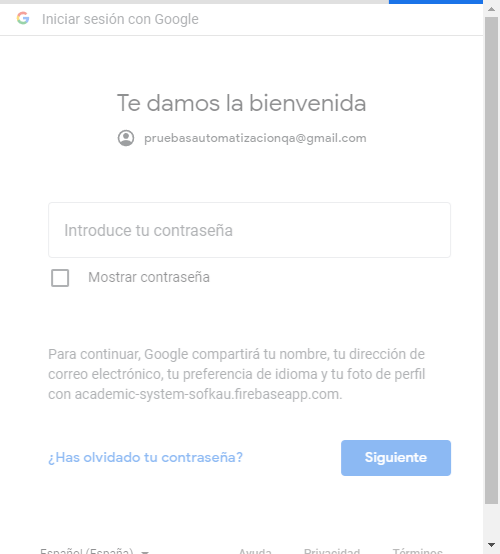 Iniciar sesión con Google
Te damos la bienvenida
pruebasautomatizacionqa@gmail.com
Introduce tu contraseña
Mostrar contraseña
Para continuar, Google compartirá tu nombre, tu dirección de
correo electrónico, tu preferencia de idioma y tu foto de perfil
con academic-system-sofkau.firebaseapp.com.
¿Has olvidado tu contraseña? Siguiente
Español (España) Ayuda Privacidad Términos